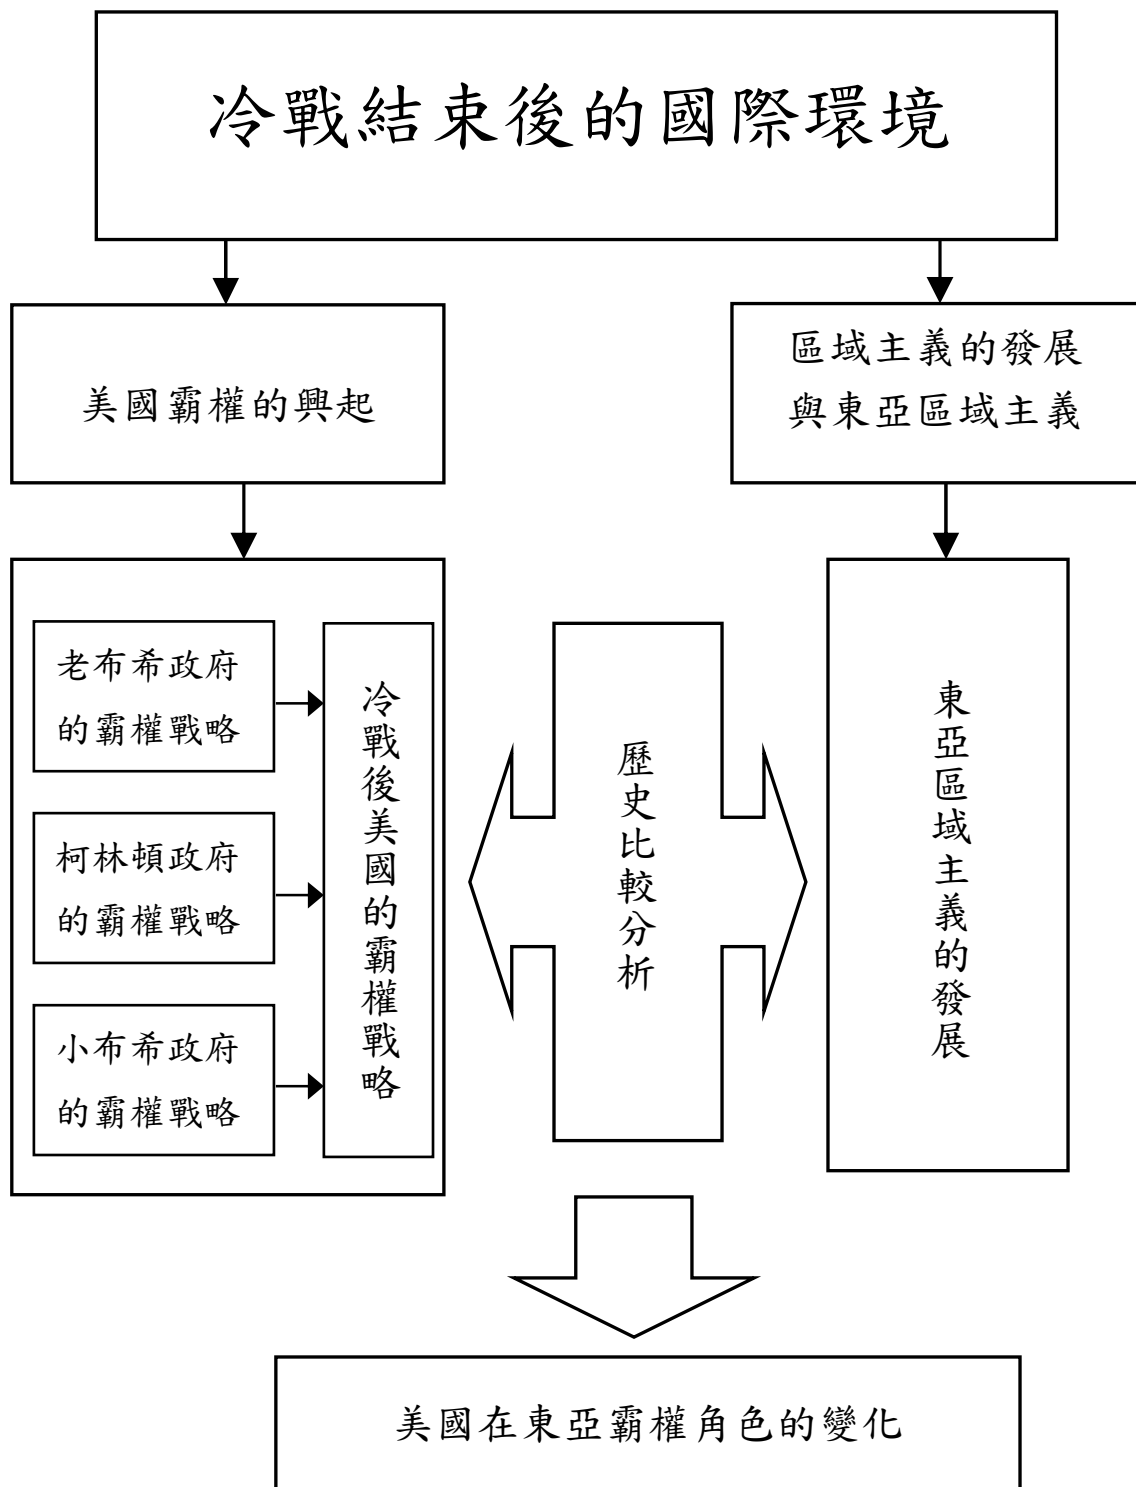 冷戰結束後的國際環境
美國霸權的興起
區域主義的發展
與東亞區域主義
老布希政府
的霸權戰略
柯林頓政府
的霸權戰略
小布希政府
的霸權戰略
冷戰後美國的霸權戰略
歷史比較分析
東亞區域主義的發展
美國在東亞霸權角色的變化